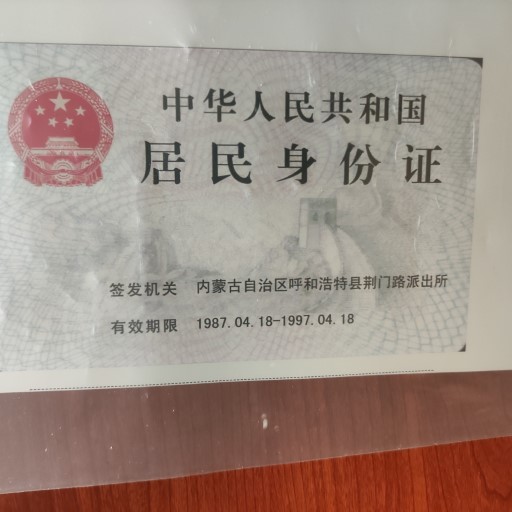 中华人民共和国
居民身份证
签发机关 内蒙古自治区呼和浩特县荆门路派出所
有效期限 1987.04.18-1997.04.18